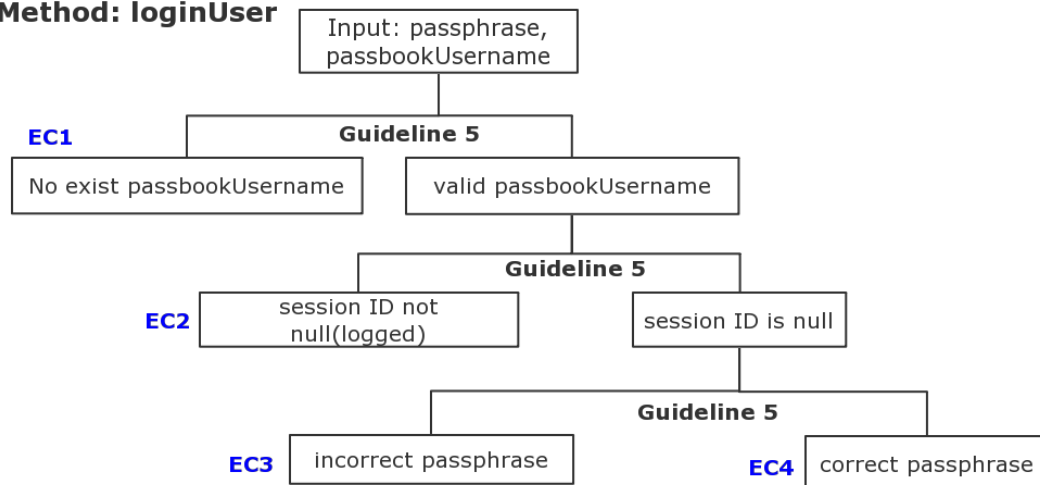 Method: loginUser
Input: passphrase,
passbookUsername
EC1
Guideline 5
No exist passbookUsername
valid passbookUsername
Guideline 5
EC2
session ID not
null(logged)
session ID is null
Guideline 5
EC3
incorrect passphrase
EC4
correct passphrase